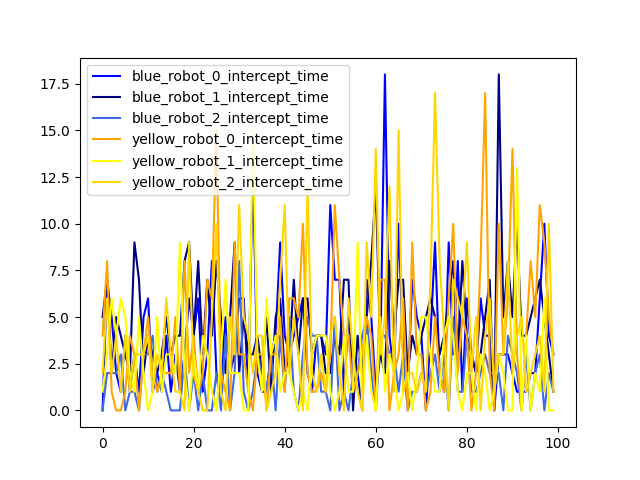 blue_robot_0_intercept_time
blue_robot_1_intercept_time
blue_robot_2_intercept_time
yellow_robot_0_intercept_time
yellow_robot_1_intercept_time
yellow_robot_2_intercept_time
17.5
15.0
12.5
10.0
7.5
5.0
2.5
0.0
0 20 40 60 80 100